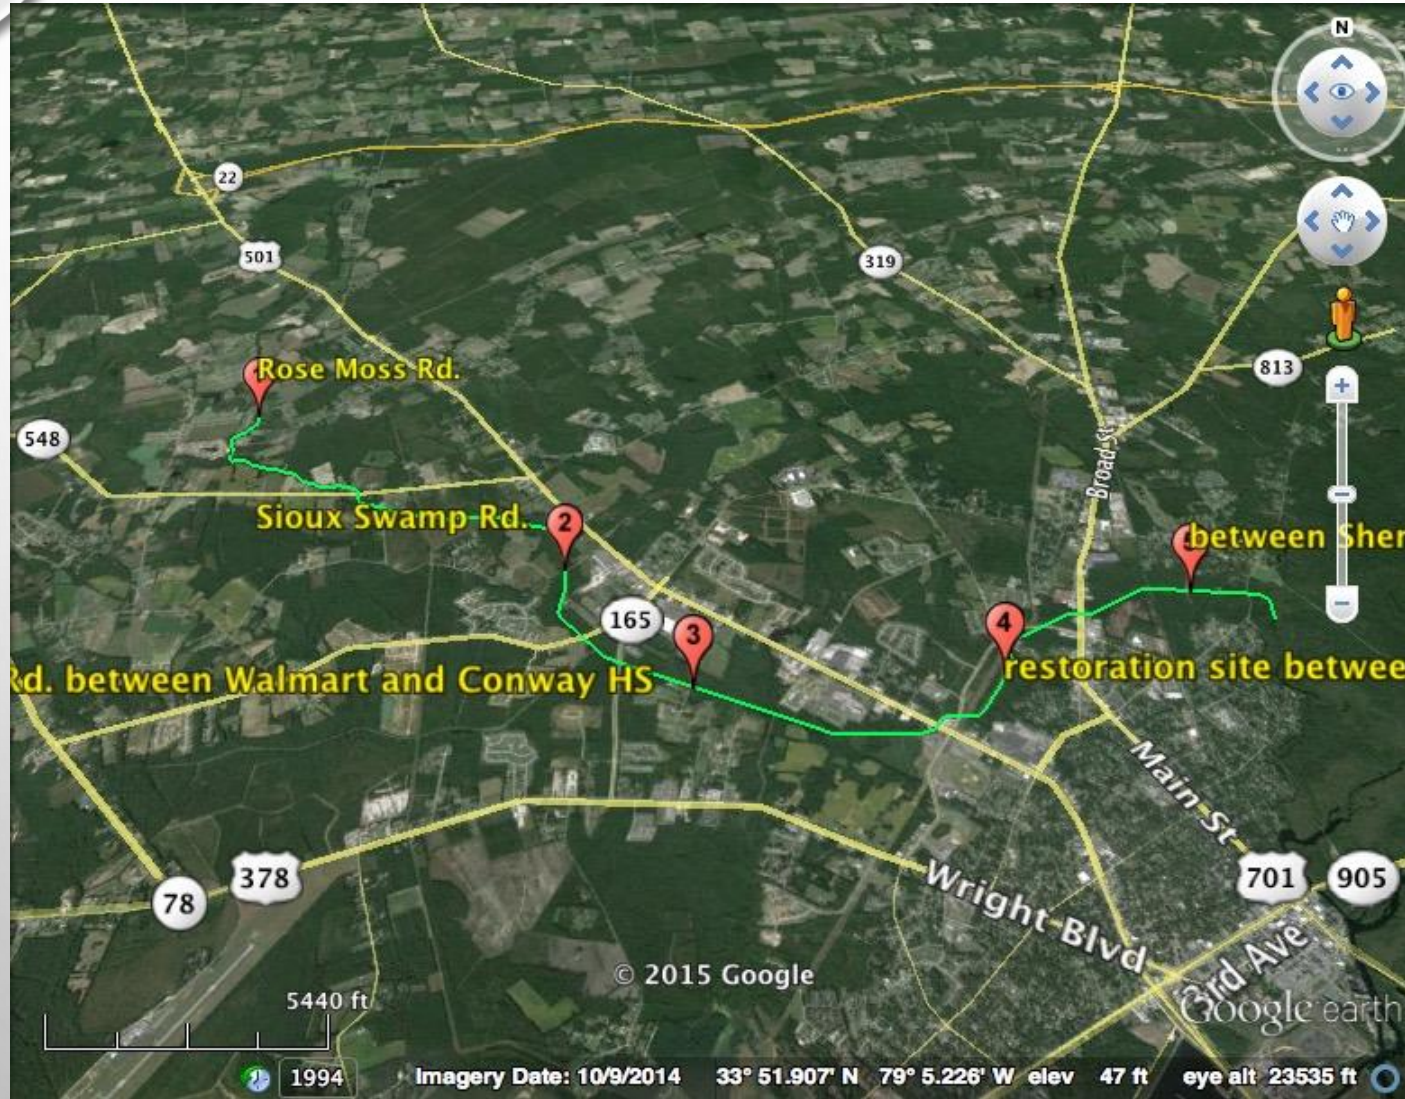 N
22
501
319
813
1
Rose Moss Rd.
548
Broad St
Sioux Swamp Rd.
2
5
between Sher
165
3
4
Rd. between Walmart and Conway HS
restoration site betwee
Main St
378
78
701
905
Wright Blvd
3rd Ave
© 2015 Google
Google earth
5440 ft
1994
Imagery Date: 10/9/2014 33° 51.907' N 79° 5.226' W elev 47 ft eye alt 23535 ft